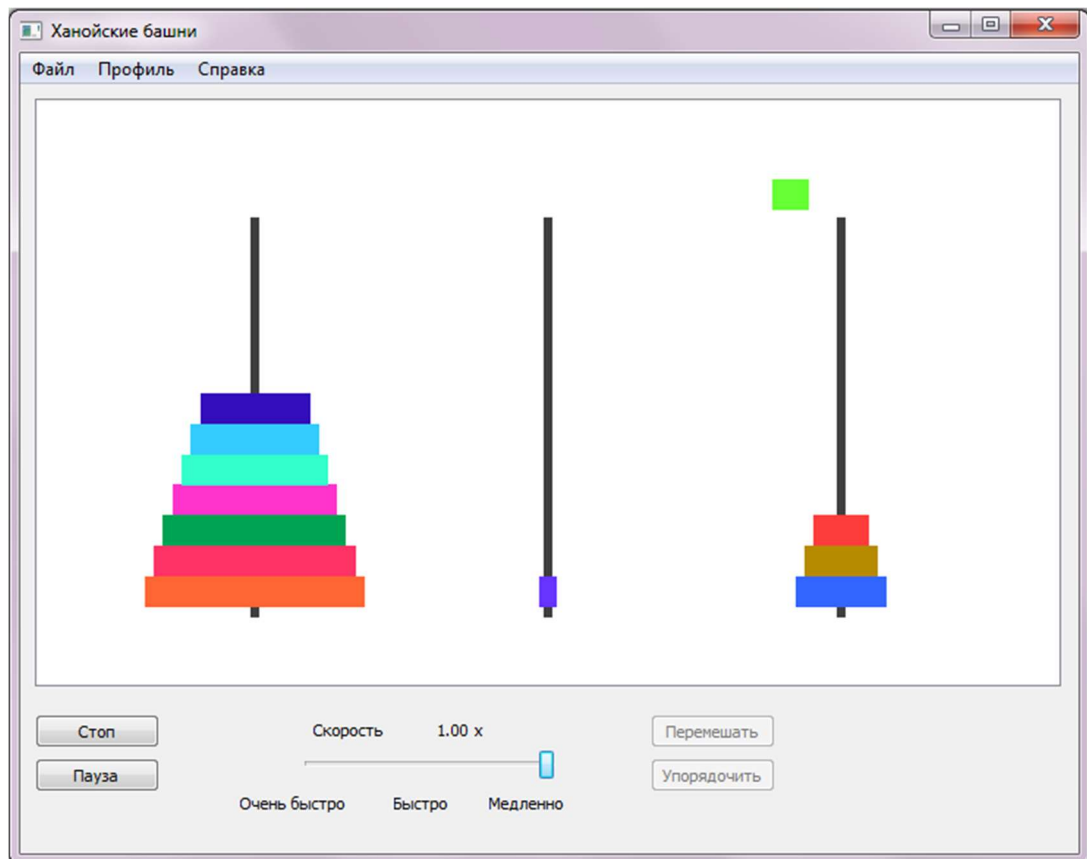 Ханойские башни
Файл Профиль Справка
Стоп Скорость 1.00 x Перемешать
Пауза Упорядочить
Очень быстро Быстро Медленно